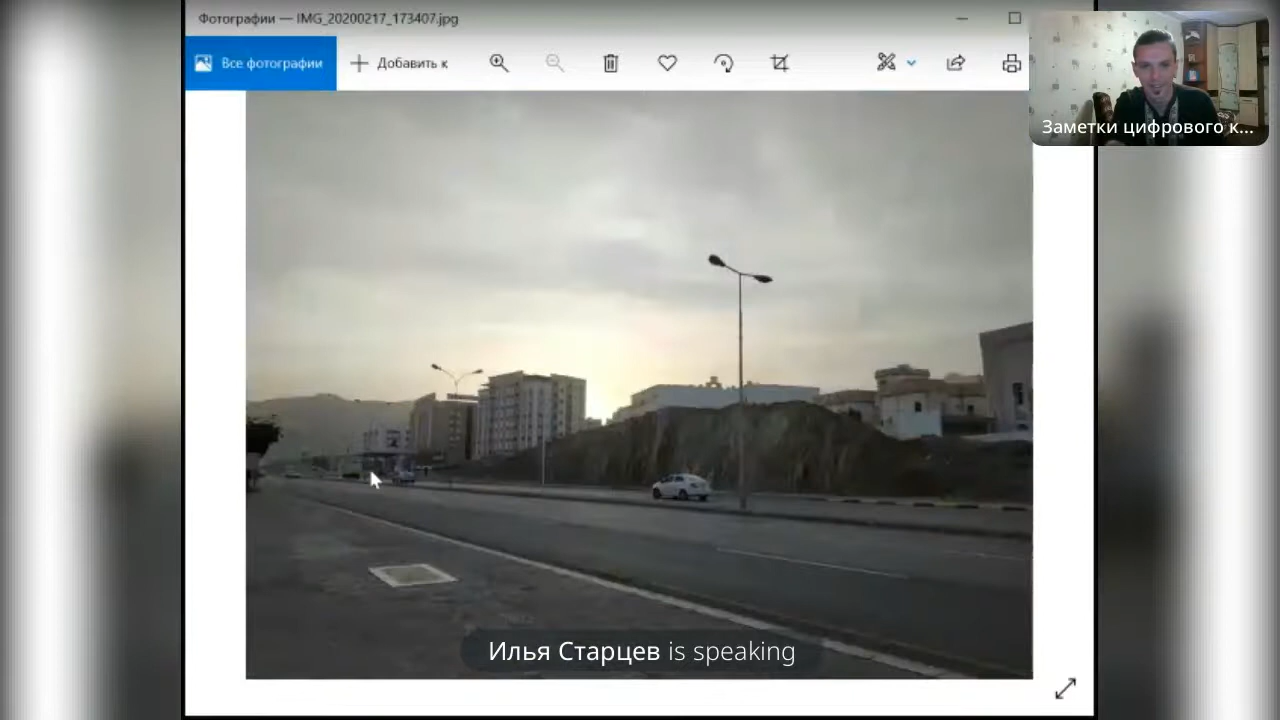 Фотографии — IMG_20200217_173407.jpg
Все фотографии
Добавить к
Заметки цифрового к...
Илья Старцев is speaking